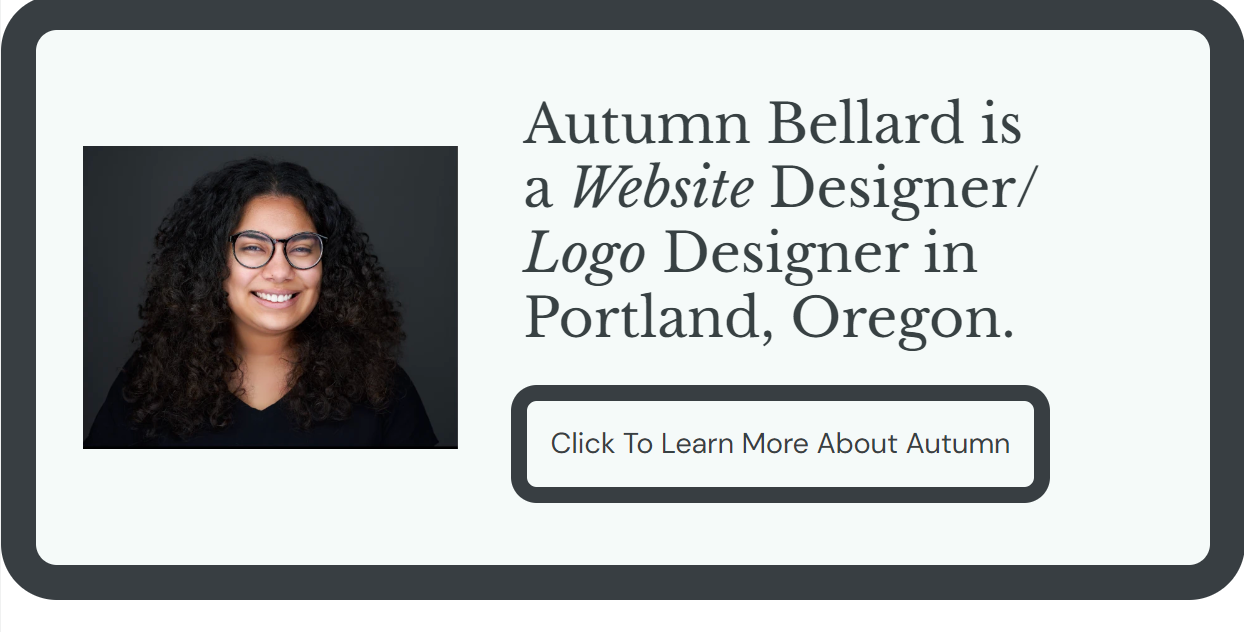 Autumn Bellard is
a Website Designer/
Logo Designer in
Portland, Oregon.
Click To Learn More About Autumn